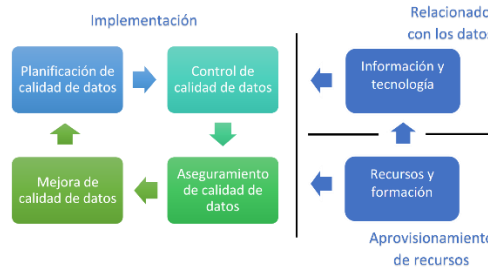 Implementación
Relacionado
con los datos
Planificación de
calidad de datos
Control de
calidad de datos
Información y
tecnología
Mejora de
calidad de datos
Aseguramiento
de calidad de
datos
Recursos y
formación
Aprovisionamiento
de recursos